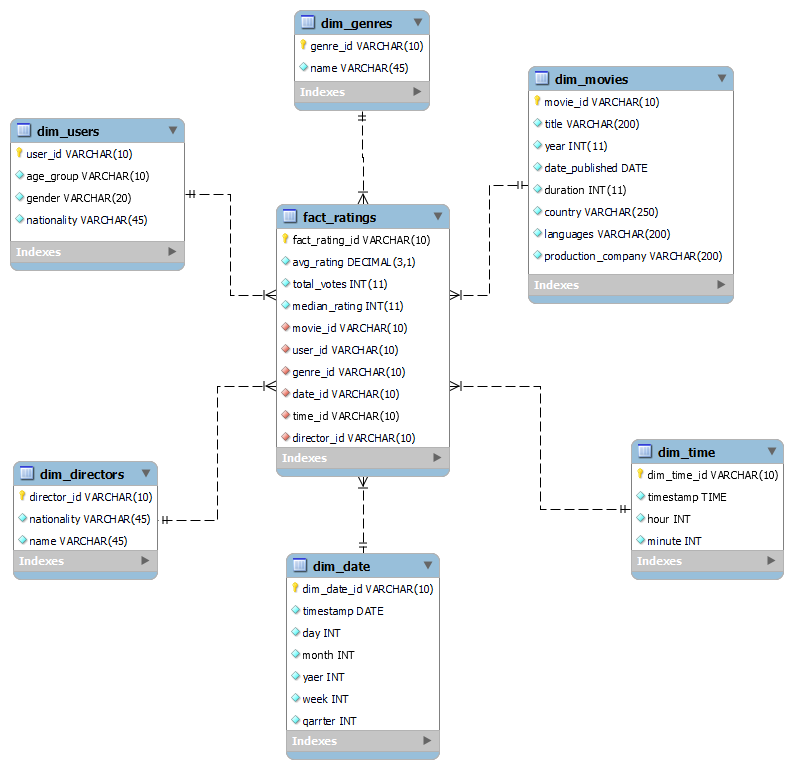 dim_genres
genre_id VARCHAR(10)
name VARCHAR(45)
Indexes
dim_movies
movie_id VARCHAR(10)
title VARCHAR(200)
year INT(11)
date_published DATE
duration INT(11)
country VARCHAR(250)
languages VARCHAR(200)
production_company VARCHAR(200)
Indexes
dim_users
user_id VARCHAR(10)
age_group VARCHAR(10)
gender VARCHAR(20)
nationality VARCHAR(45)
Indexes
fact_ratings
fact_rating_id VARCHAR(10)
avg_rating DECIMAL(3,1)
total_votes INT(11)
median_rating INT(11)
movie_id VARCHAR(10)
user_id VARCHAR(10)
genre_id VARCHAR(10)
date_id VARCHAR(10)
time_id VARCHAR(10)
director_id VARCHAR(10)
Indexes
dim_directors
director_id VARCHAR(10)
nationality VARCHAR(45)
name VARCHAR(45)
Indexes
dim_time
dim_time_id VARCHAR(10)
timestamp TIME
hour INT
minute INT
Indexes
dim_date
dim_date_id VARCHAR(10)
timestamp DATE
day INT
month INT
yaer INT
week INT
qarrter INT
Indexes